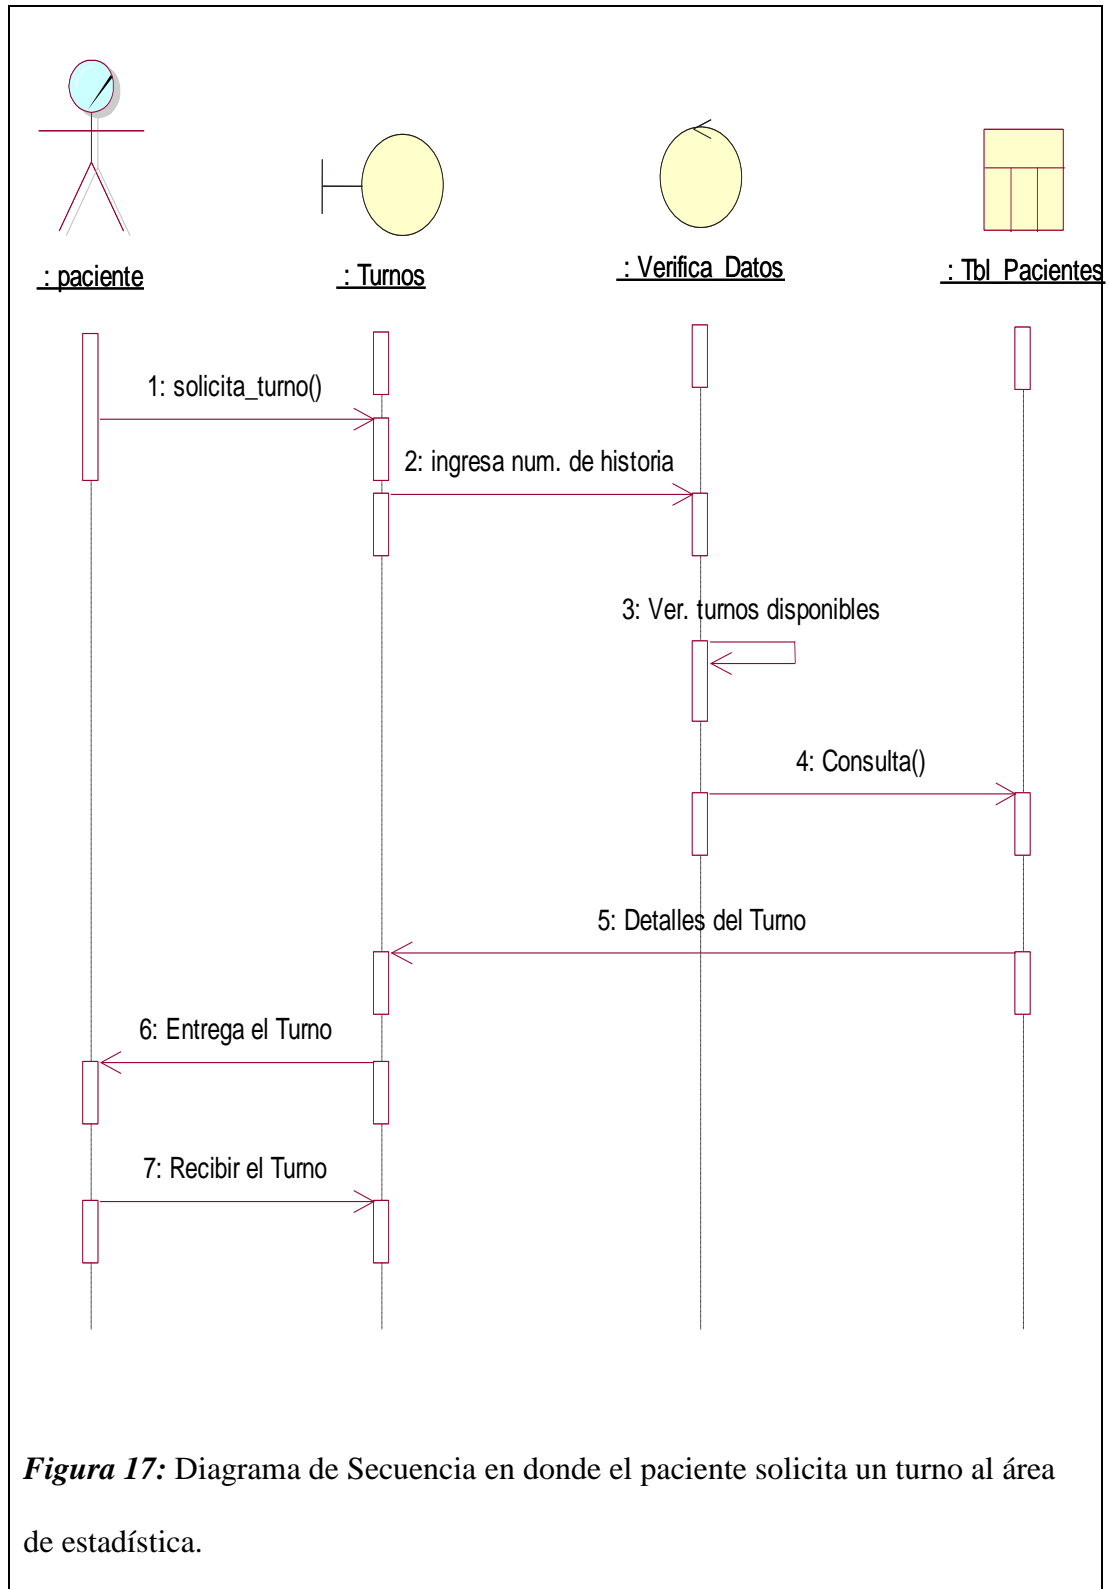 : paciente
: Turnos
: Verifica_Datos
: Tbl_Pacientes
1: solicita_turno()
2: ingresa num. de historia
3: Ver. turnos disponibles
4: Consulta()
5: Detalles del Turno
6: Entrega el Turno
7: Recibir el Turno
Figura 17: Diagrama de Secuencia en donde el paciente solicita un turno al área
de estadística.